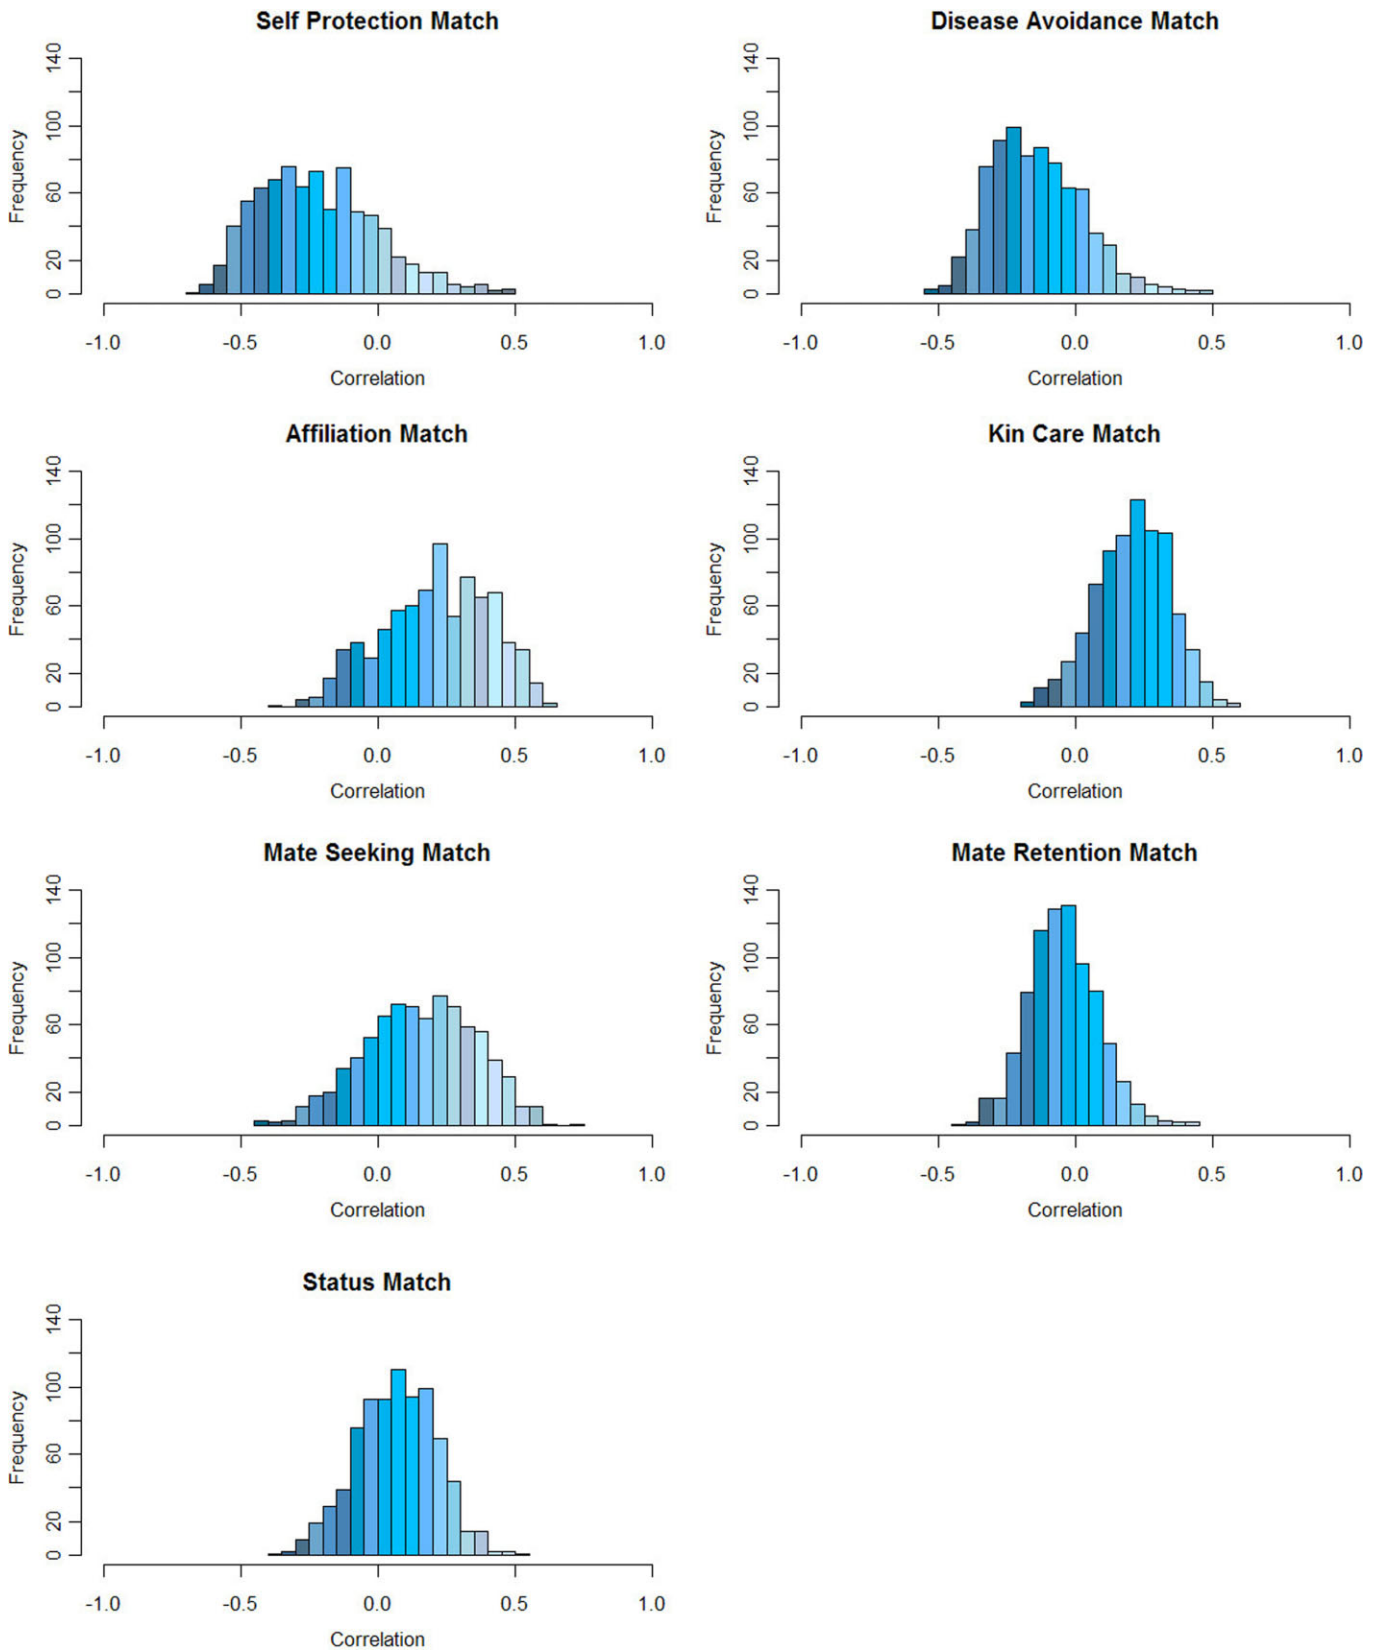 Self Protection Match
140
100
60
20
0
Frequency
-1.0 -0.5 0.0 0.5 1.0
Correlation
Disease Avoidance Match
140
100
60
20
0
Frequency
-1.0 -0.5 0.0 0.5 1.0
Correlation
Affiliation Match
140
100
60
20
0
Frequency
-1.0 -0.5 0.0 0.5 1.0
Correlation
Kin Care Match
140
100
60
20
0
Frequency
-1.0 -0.5 0.0 0.5 1.0
Correlation
Mate Seeking Match
140
100
60
20
0
Frequency
-1.0 -0.5 0.0 0.5 1.0
Correlation
Mate Retention Match
140
100
60
20
0
Frequency
-1.0 -0.5 0.0 0.5 1.0
Correlation
Status Match
140
100
60
20
0
Frequency
-1.0 -0.5 0.0 0.5 1.0
Correlation